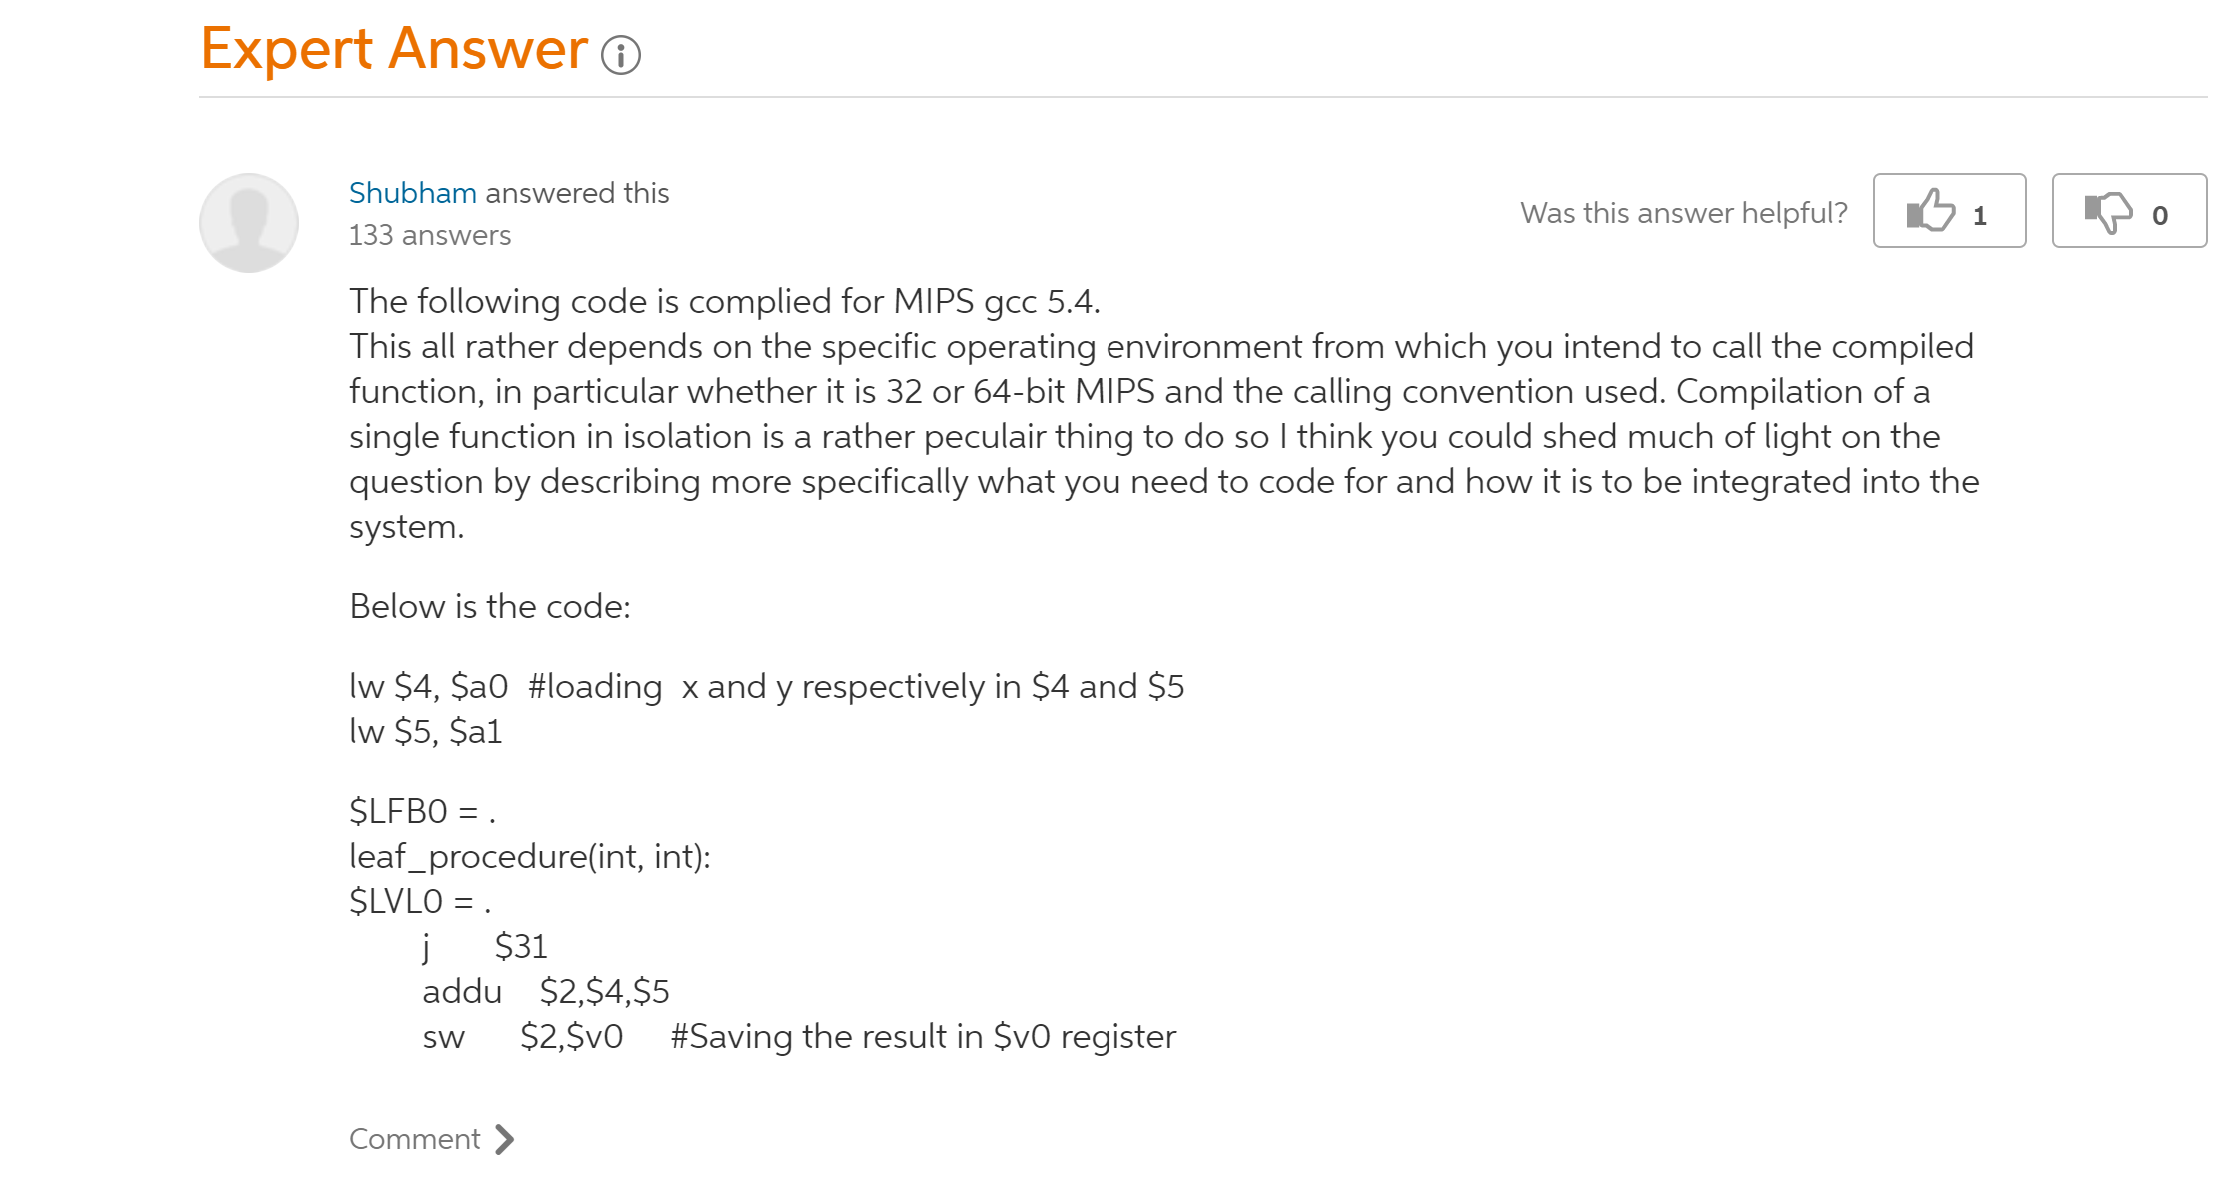 Expert Answer
Shubham answered this
133 answers
Was this answer helpful?
1
0
The following code is complied for MIPS gcc 5.4.
This all rather depends on the specific operating environment from which you intend to call the compiled
function, in particular whether it is 32 or 64-bit MIPS and the calling convention used. Compilation of a
single function in isolation is a rather peculair thing to do so I think you could shed much of light on the
question by describing more specifically what you need to code for and how it is to be integrated into the
system.
Below is the code:
lw $4, $a0  #loading  x and y respectively in $4 and $5
lw $5, $a1
$LFB0 = .
leaf_procedure(int, int):
$LVL0 = .
j       $31
addu    $2,$4,$5
sw      $2,$v0     #Saving the result in $v0 register
Comment